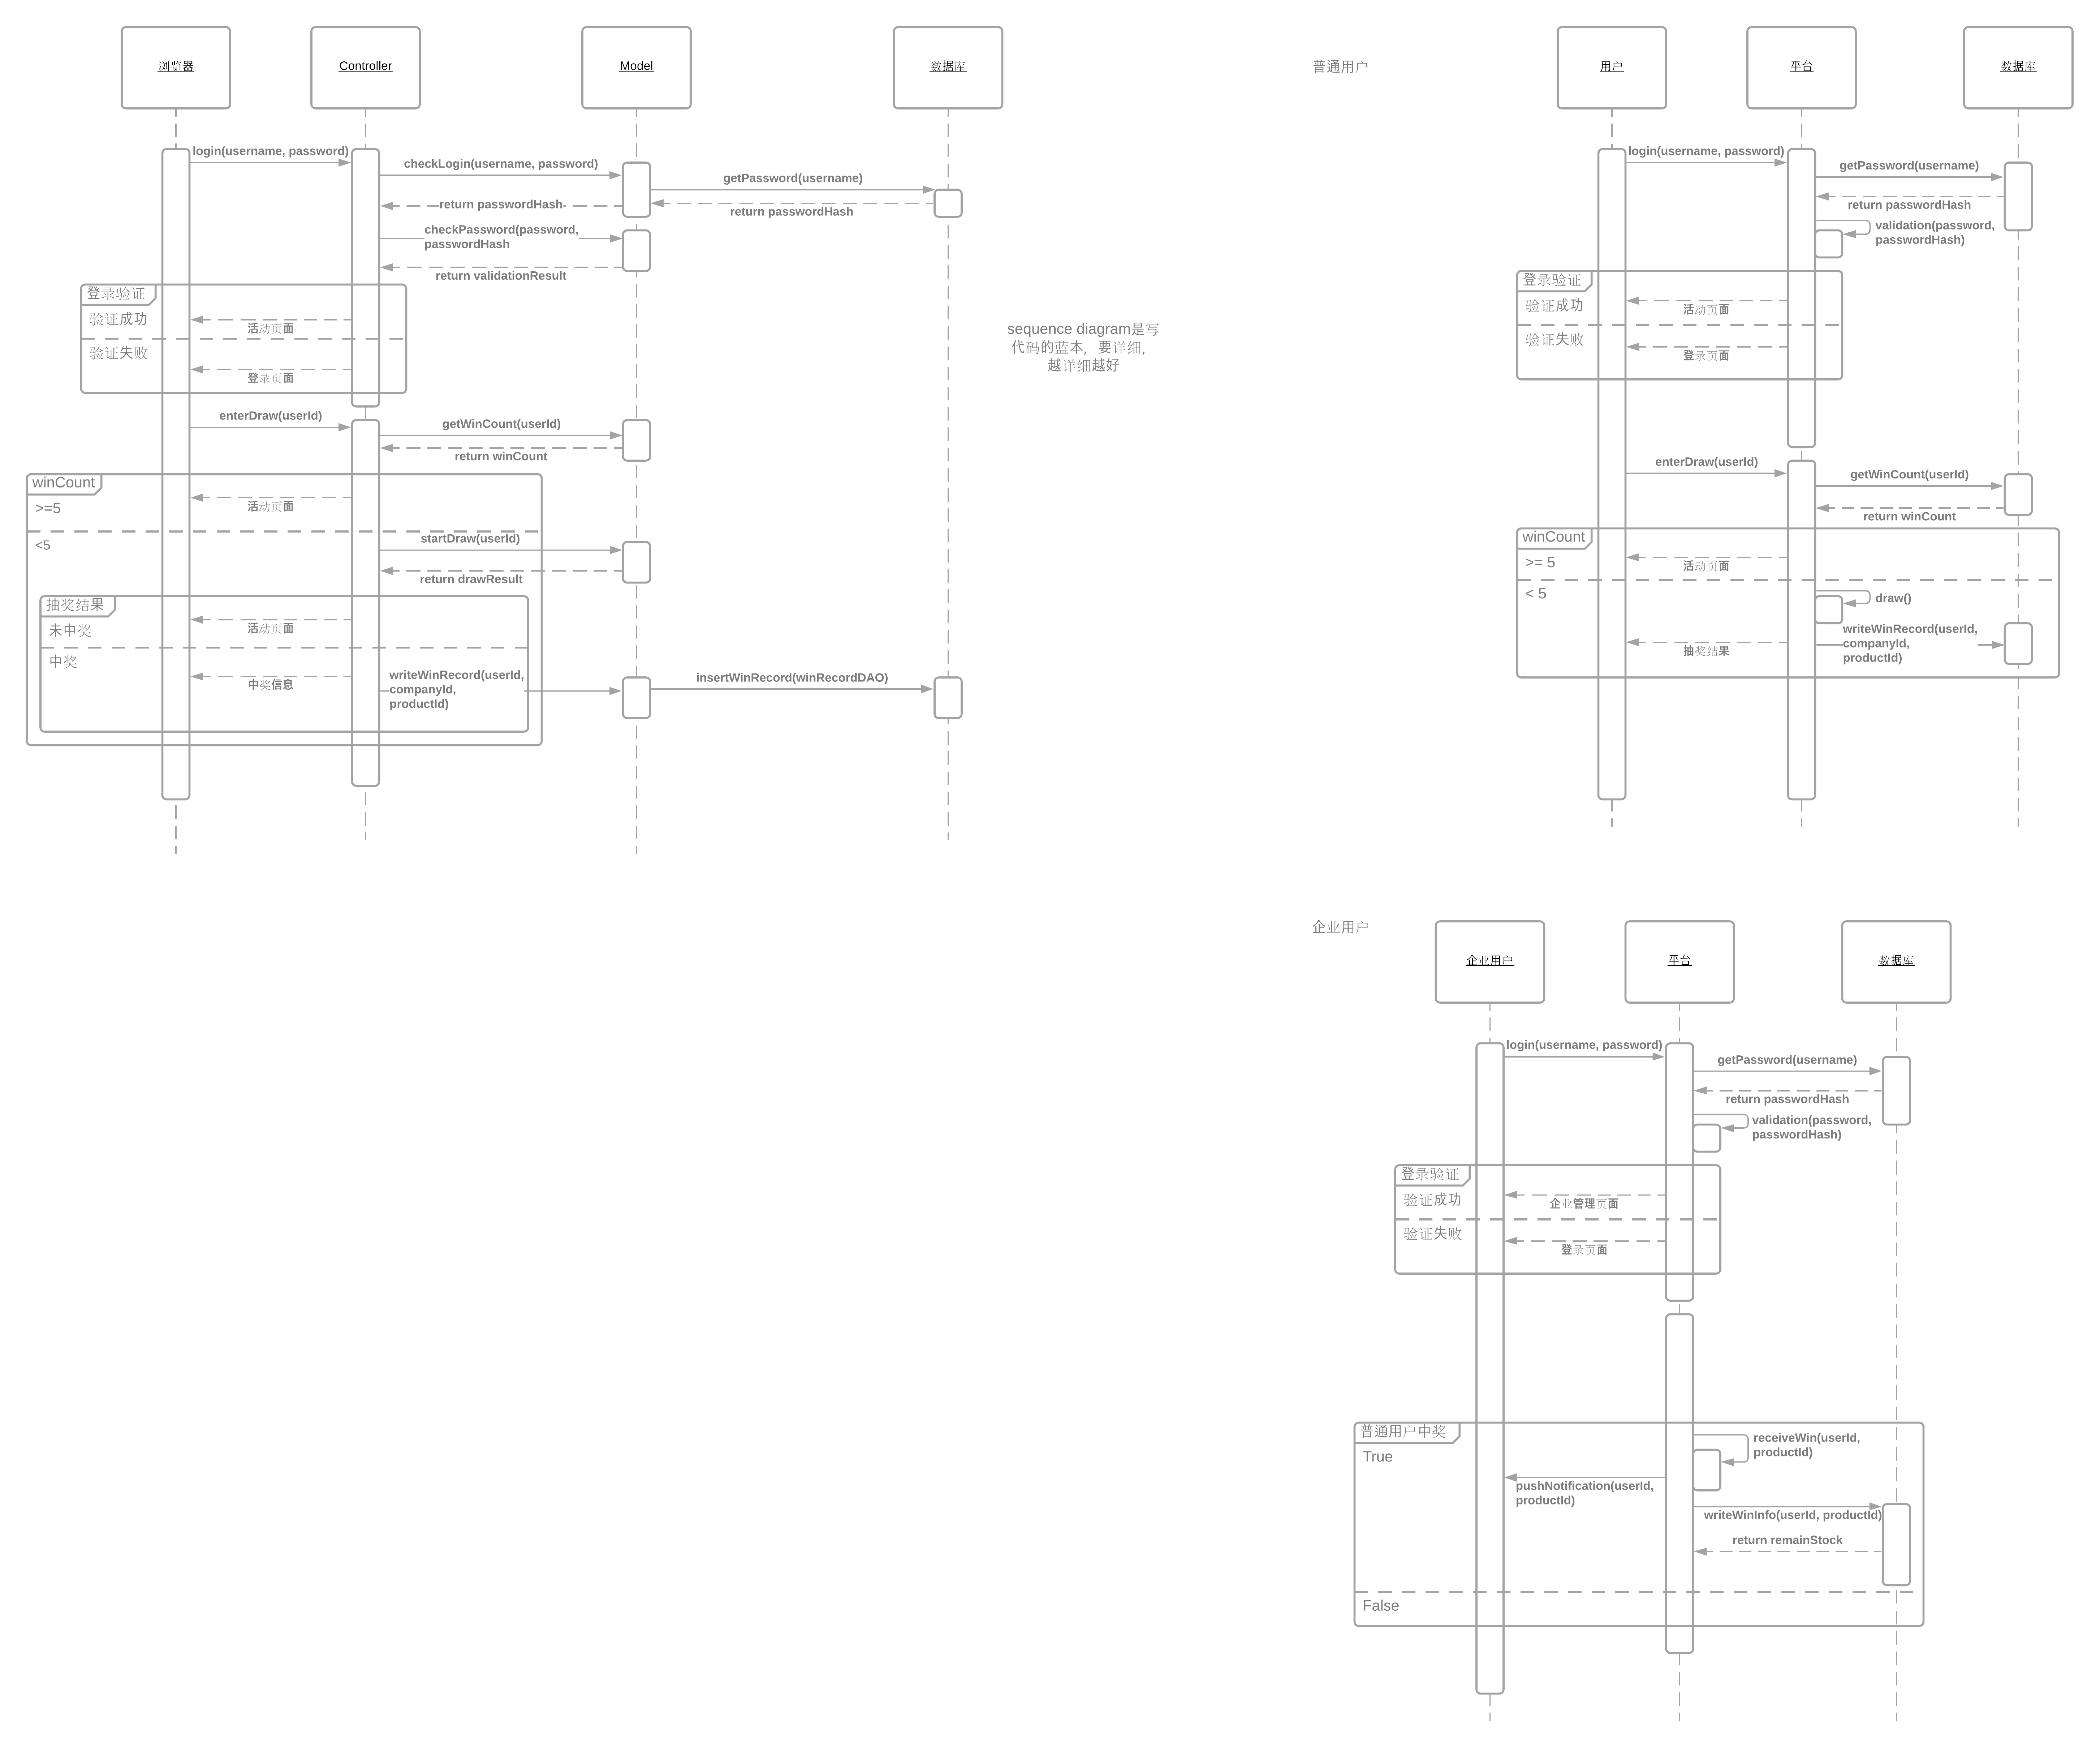 浏览器
Controller
Model
数据库
login(username, password)
checkLogin(username, password)
getPassword(username)
return passwordHash
return passwordHash
checkPassword(password,
passwordHash
return validationResult
登录验证
验证成功
活动页面
验证失败
登录页面
enterDraw(userId)
getWinCount(userId)
return winCount
winCount
>=5
活动页面
<5
startDraw(userId)
return drawResult
抽奖结果
未中奖
活动页面
中奖
中奖信息
writeWinRecord(userId,
companyId,
productId)
insertWinRecord(winRecordDAO)
sequence diagram是写
代码的蓝本，要详细，
越详细越好
普通用户
用户
平台
数据库
login(username, password)
getPassword(username)
return passwordHash
validation(password,
passwordHash)
登录验证
验证成功
活动页面
验证失败
登录页面
enterDraw(userId)
getWinCount(userId)
return winCount
winCount
>= 5
活动页面
< 5
draw()
抽奖结果
writeWinRecord(userId,
companyId,
productId)
企业用户
企业用户
平台
数据库
login(username, password)
getPassword(username)
return passwordHash
validation(password,
passwordHash)
登录验证
验证成功
企业管理页面
验证失败
登录页面
普通用户中奖
True
receiveWin(userId,
productId)
pushNotification(userId,
productId)
writeWinInfo(userId, productId)
return remainStock
False